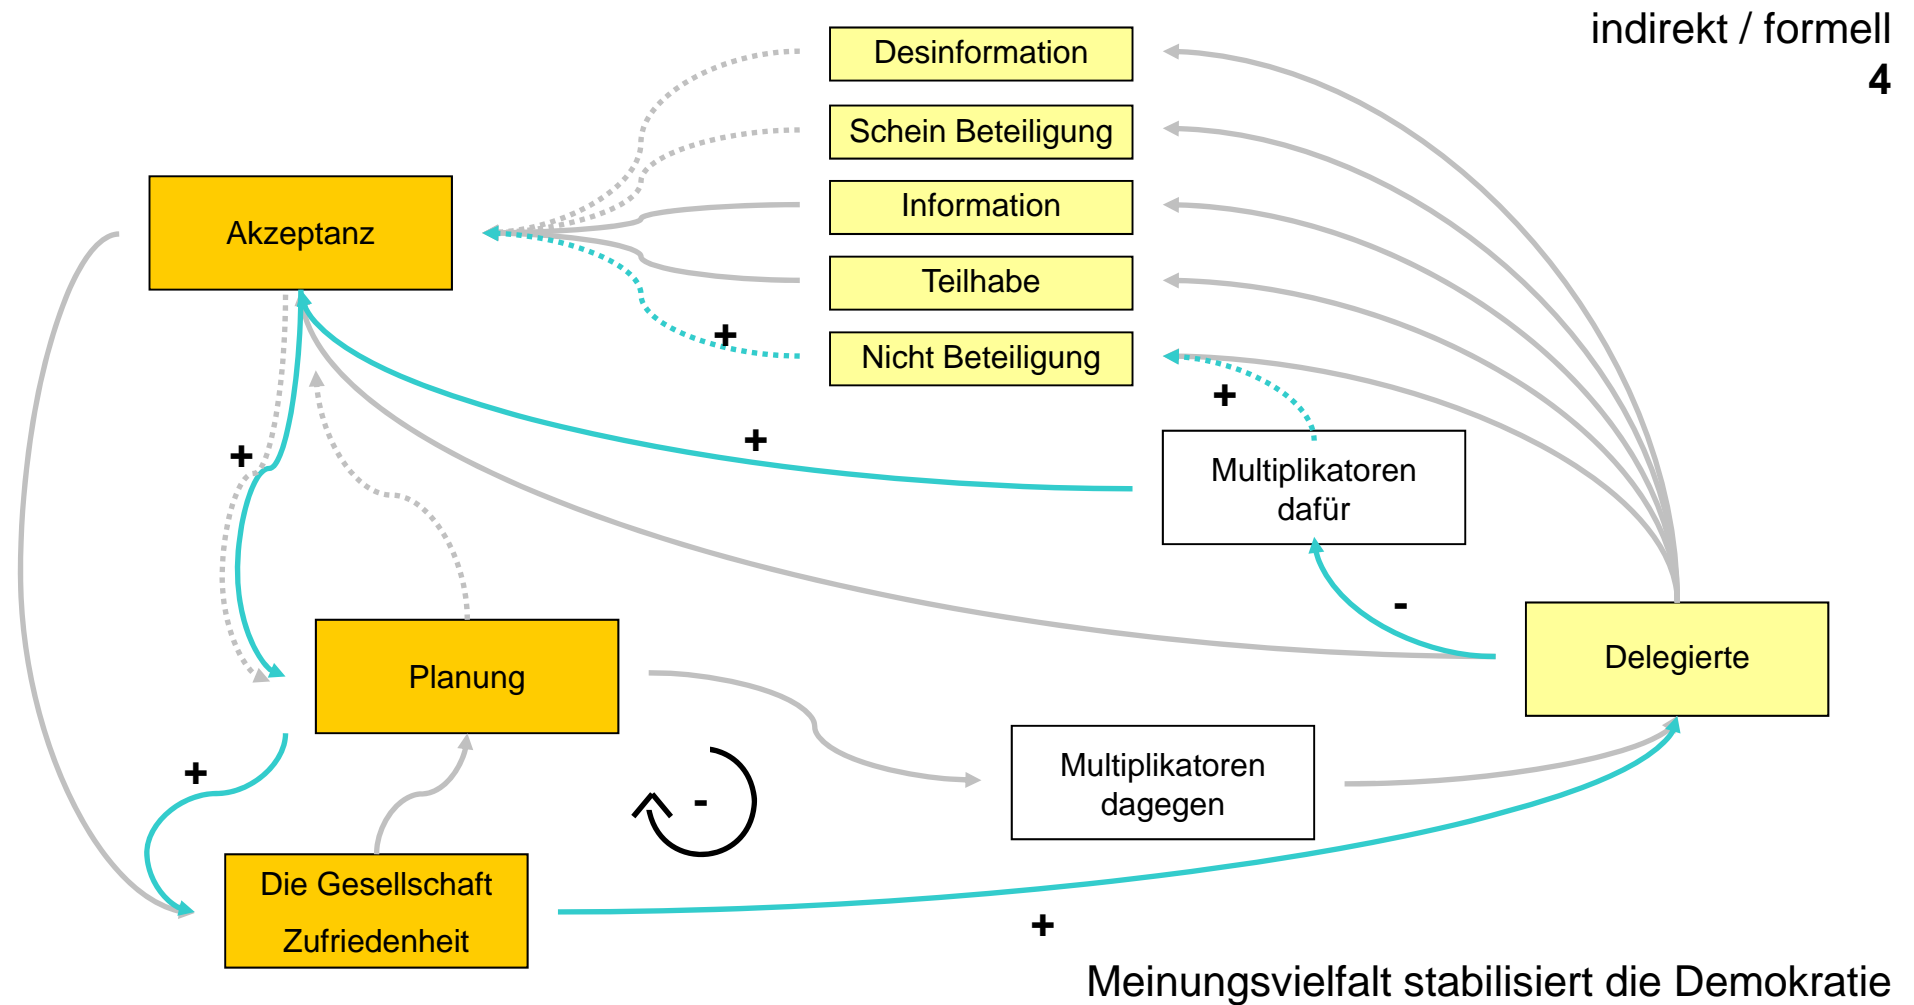 indirekt / formell
4
Desinformation
Schein Beteiligung
Information
Akzeptanz
Teilhabe
+
Nicht Beteiligung
+
+
+
Multiplikatoren
dafür
-
Delegierte
Planung
+
-
Multiplikatoren
dagegen
Die Gesellschaft
Zufriedenheit
+
Meinungsvielfalt stabilisiert die Demokratie